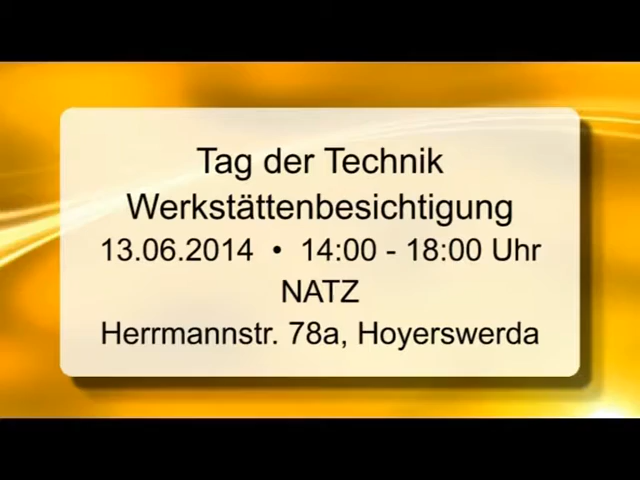 Tag der Technik
Werkstättenbesichtigung
13.06.2014 • 14:00 - 18:00 Uhr
NATZ
Herrmannstr. 78a, Hoyerswerda